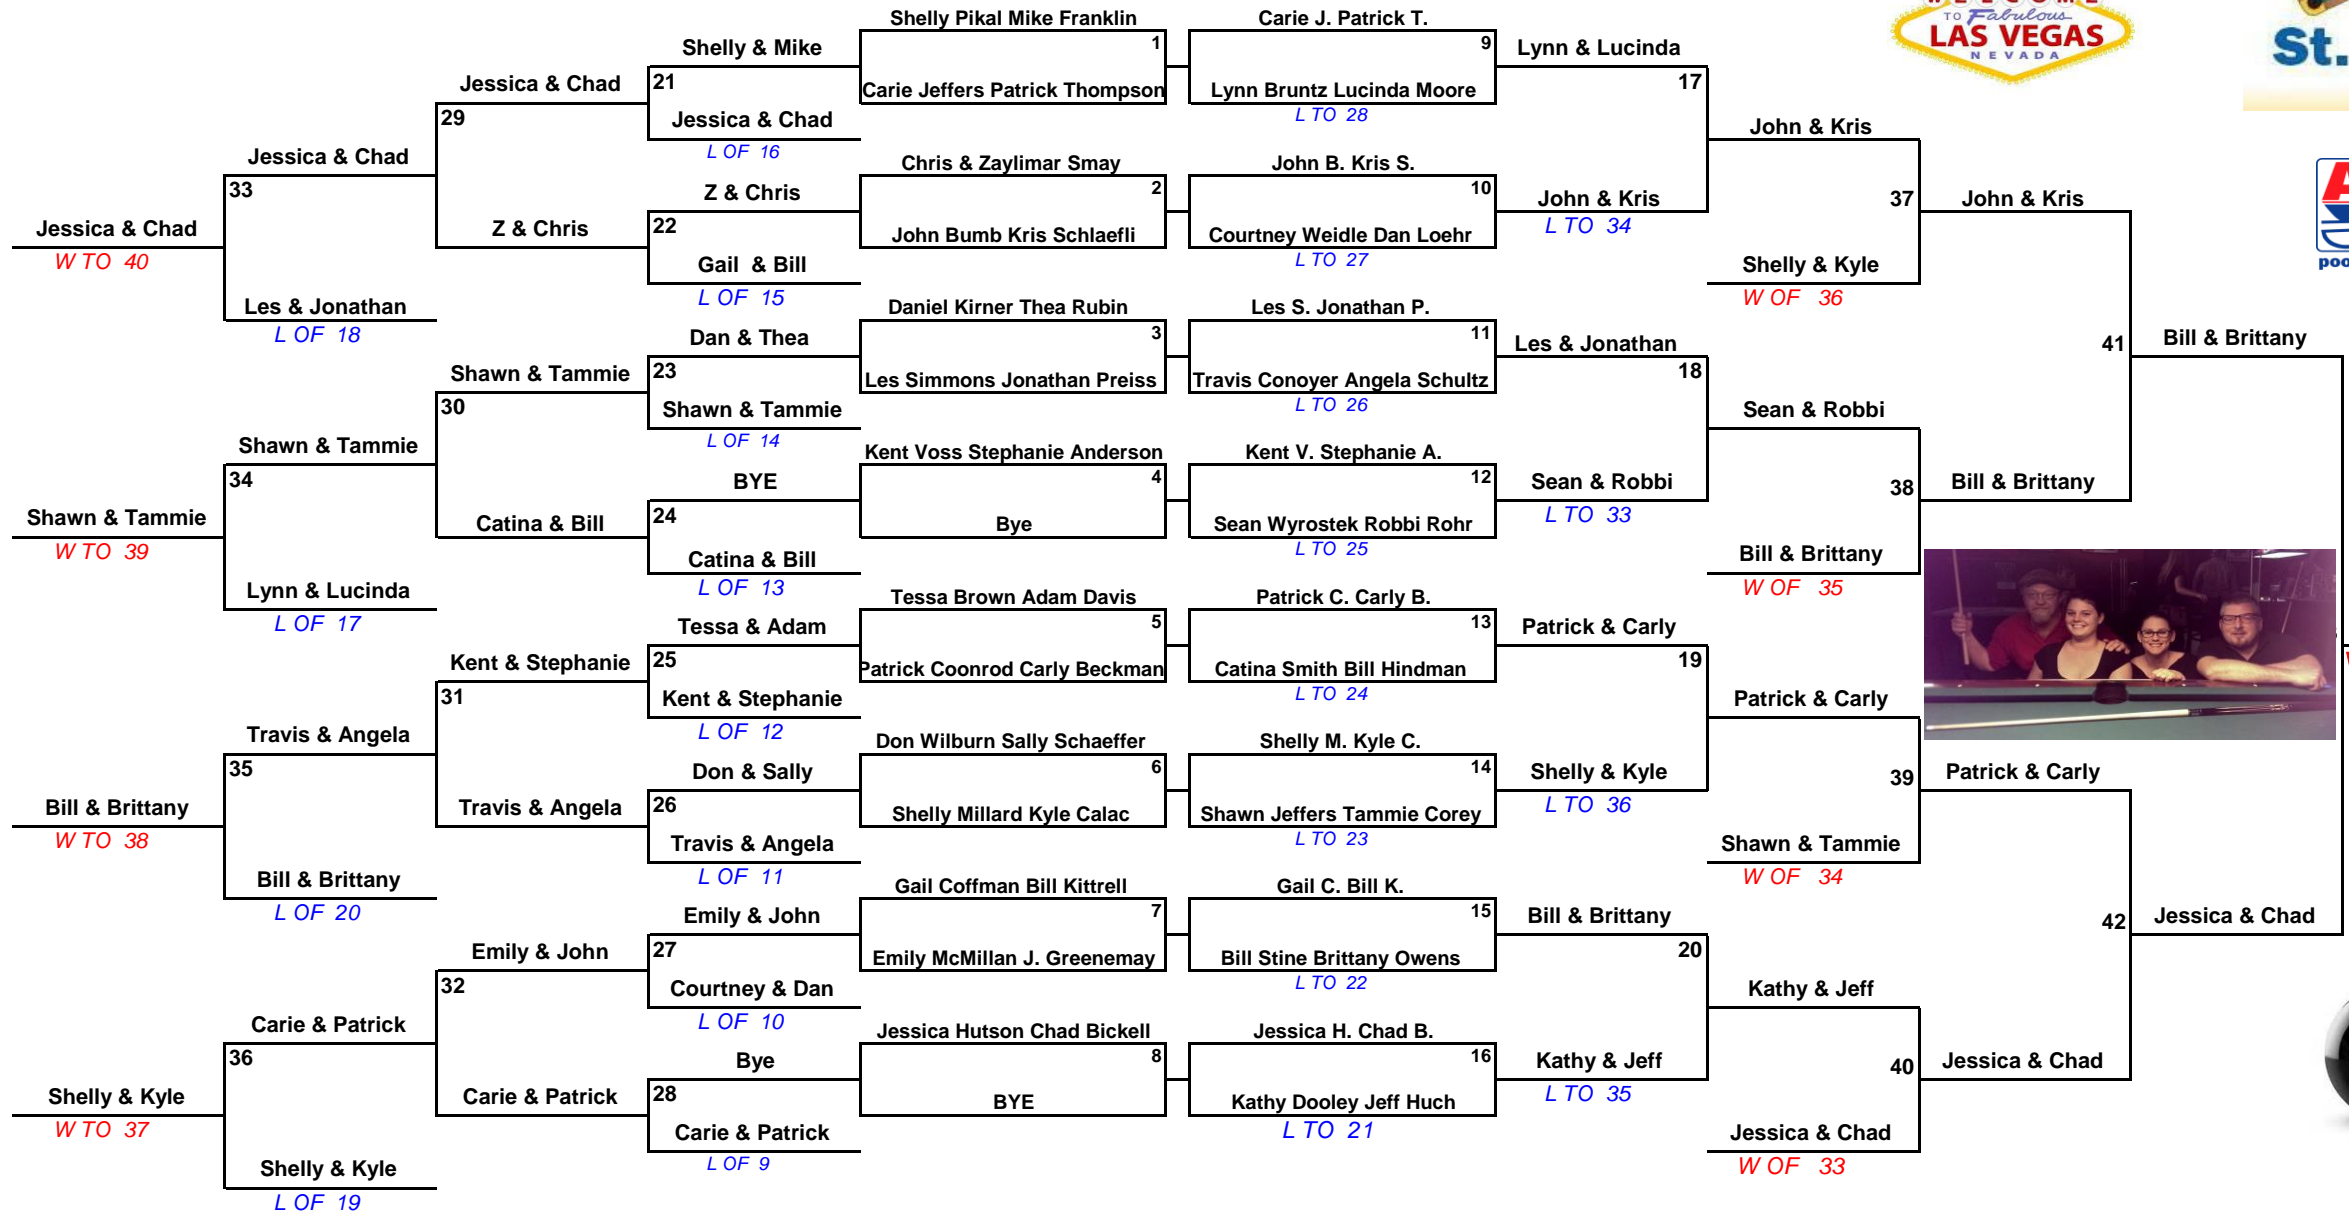 WELCOME
TO Fabulous
LAS VEGAS
NEVADA
St.
poo
Shelly Pikal Mike Franklin
Carie J. Patrick T.
Shelly & Mike
1
9
Lynn & Lucinda
Jessica & Chad
21
Carie Jeffers Patrick Thompson
Lynn Bruntz Lucinda Moore
17
29
Jessica & Chad
L TO 28
John & Kris
Jessica & Chad
L OF 16
Chris & Zaylimar Smay
John B. Kris S.
33
Z & Chris
2
10
John & Kris
37
John & Kris
Jessica & Chad
Z & Chris
22
John Bumb Kris Schlaefli
Courtney Weidle Dan Loehr
L TO 34
W TO 40
Gail & Bill
L TO 27
Shelly & Kyle
Les & Jonathan
L OF 15
Daniel Kirner Thea Rubin
Les S. Jonathan P.
W OF 36
L OF 18
Dan & Thea
3
11
Les & Jonathan
41
Bill & Brittany
Shawn & Tammie
23
Les Simmons Jonathan Preiss
Travis Conoyer Angela Schultz
18
30
Shawn & Tammie
L TO 26
Sean & Robbi
Shawn & Tammie
L OF 14
Kent Voss Stephanie Anderson
Kent V. Stephanie A.
34
BYE
4
12
Sean & Robbi
38
Bill & Brittany
Shawn & Tammie
Catina & Bill
24
Bye
Sean Wyrostek Robbi Rohr
L TO 33
W TO 39
Catina & Bill
L TO 25
Bill & Brittany
Lynn & Lucinda
L OF 13
Tessa Brown Adam Davis
Patrick C. Carly B.
W OF 35
L OF 17
Tessa & Adam
5
13
Patrick & Carly
Kent & Stephanie
25
Patrick Coonrod Carly Beckman
Catina Smith Bill Hindman
19
31
Kent & Stephanie
L TO 24
Patrick & Carly
Travis & Angela
L OF 12
Don Wilburn Sally Schaeffer
Shelly M. Kyle C.
35
Don & Sally
6
14
Shelly & Kyle
39
Patrick & Carly
Bill & Brittany
Travis & Angela
26
Shelly Millard Kyle Calac
Shawn Jeffers Tammie Corey
L TO 36
W TO 38
Travis & Angela
L TO 23
Shawn & Tammie
Bill & Brittany
L OF 11
Gail Coffman Bill Kittrell
Gail C. Bill K.
W OF 34
L OF 20
Emily & John
7
15
Bill & Brittany
42
Jessica & Chad
Emily & John
27
Emily McMillan J. Greenemay
Bill Stine Brittany Owens
20
32
Courtney & Dan
L TO 22
Kathy & Jeff
Carie & Patrick
L OF 10
Jessica Hutson Chad Bickell
Jessica H. Chad B.
36
Bye
8
16
Kathy & Jeff
40
Jessica & Chad
Shelly & Kyle
Carie & Patrick
28
BYE
Kathy Dooley Jeff Huch
L TO 35
W TO 37
Carie & Patrick
L TO 21
Jessica & Chad
Shelly & Kyle
L OF 9
W OF 33
L OF 19